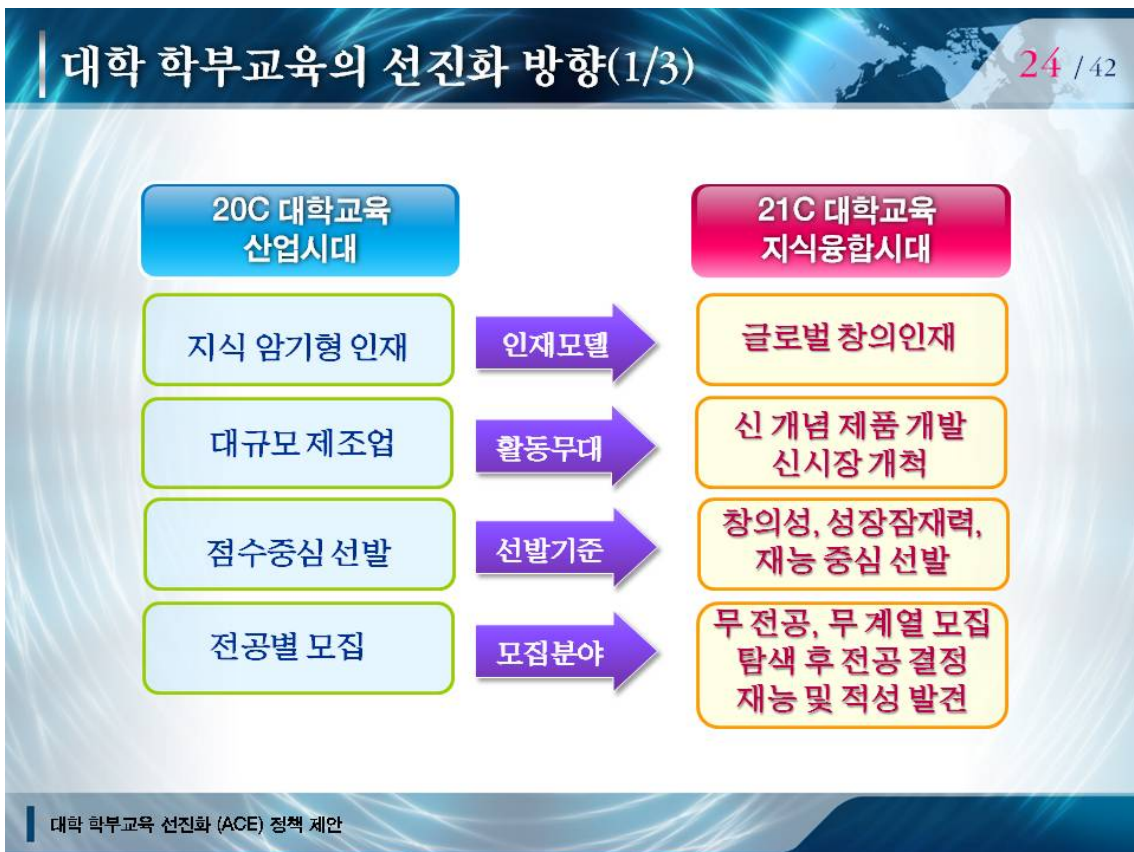 대학 학부교육의 선진화 방향(1/3)
24 / 42
20C 대학교육
산업시대
21C 대학교육
지식융합시대
지식 암기형 인재
인재모델
글로벌 창의인재
대규모 제조업
활동무대
신 개념 제품 개발
신시장 개척
점수중심 선발
선발기준
창의성, 성장잠재력,
재능 중심 선발
전공별 모집
모집분야
무 전공, 무 계열 모집
탐색 후 전공 결정
재능 및 적성 발견
대학 학부교육 선진화 (ACE) 정책 제안